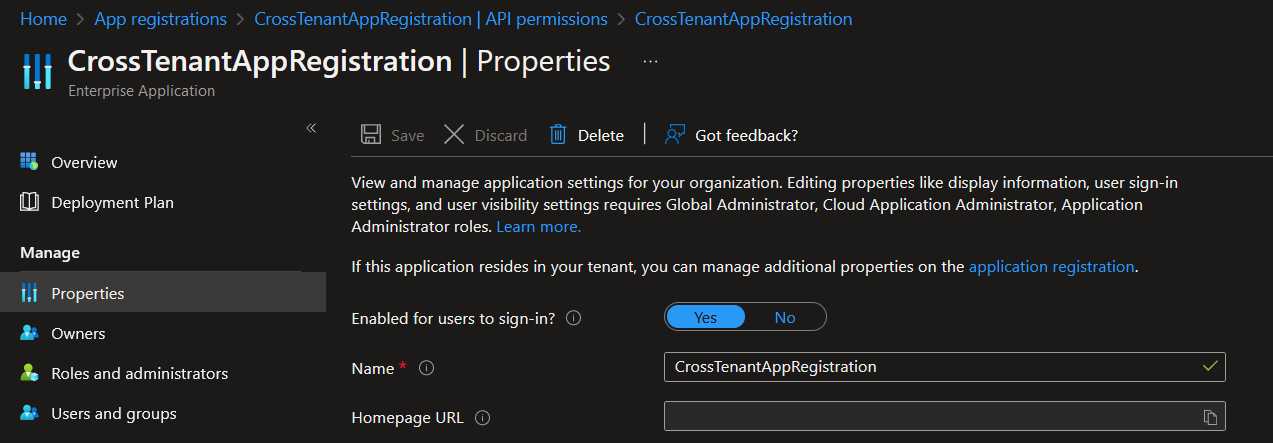 Home > App registrations > CrossTenantAppRegistration | API permissions > CrossTenantAppRegistration
CrossTenantAppRegistration | Properties ...
Enterprise Application
«
Save Discard Delete | Got feedback?
Overview
Deployment Plan
Manage
Properties
Owners
Roles and administrators
Users and groups
View and manage application settings for your organization. Editing properties like display information, user sign-in
settings, and user visibility settings requires Global Administrator, Cloud Application Administrator, Application
Administrator roles. Learn more.
If this application resides in your tenant, you can manage additional properties on the application registration.
Enabled for users to sign-in? Yes No
Name * CrossTenantAppRegistration
Homepage URL